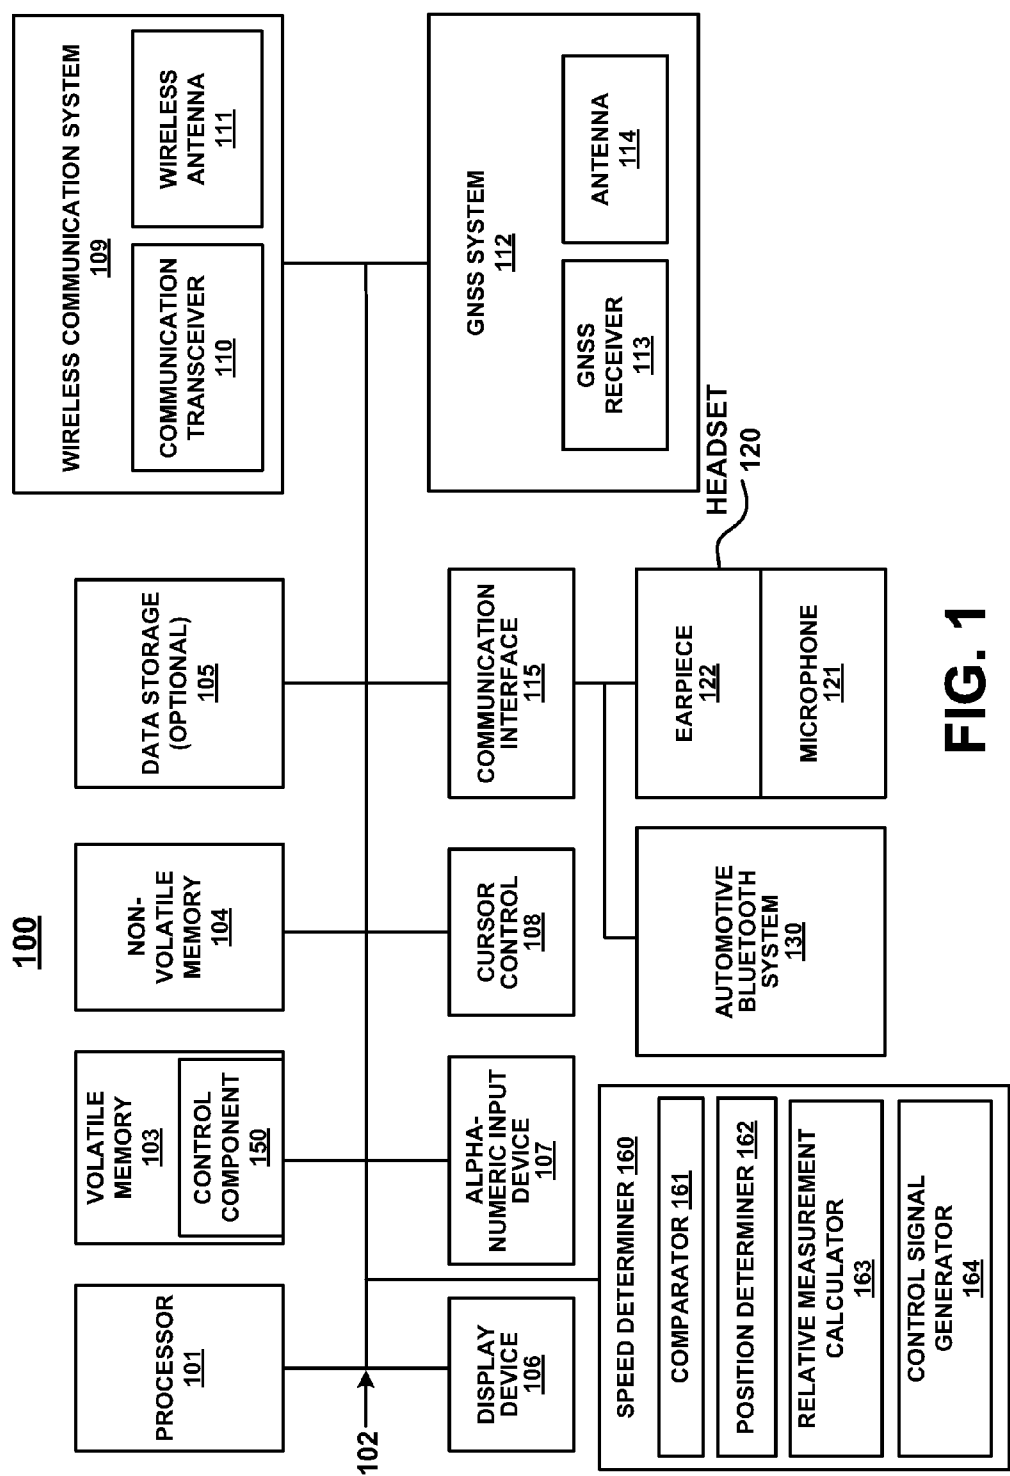 100
PROCESSOR
101
VOLATILE
MEMORY
103
CONTROL
COMPONENT
150
NON-
VOLATILE
MEMORY
104
DATA STORAGE
(OPTIONAL)
105
WIRELESS COMMUNICATION SYSTEM
109
COMMUNICATION
TRANSCEIVER
110
WIRELESS
ANTENNA
111
102
DISPLAY
DEVICE
106
ALPHA-
NUMERIC INPUT
DEVICE
107
CURSOR
CONTROL
108
COMMUNICATION
INTERFACE
115
GNSS SYSTEM
112
GNSS
RECEIVER
113
ANTENNA
114
SPEED DETERMINER 160
COMPARATOR 161
POSITION DETERMINER 162
RELATIVE MEASUREMENT
CALCULATOR
163
CONTROL SIGNAL
GENERATOR
164
AUTOMOTIVE
BLUETOOTH
SYSTEM
130
EARPIECE
122
MICROPHONE
121
HEADSET
120
FIG. 1